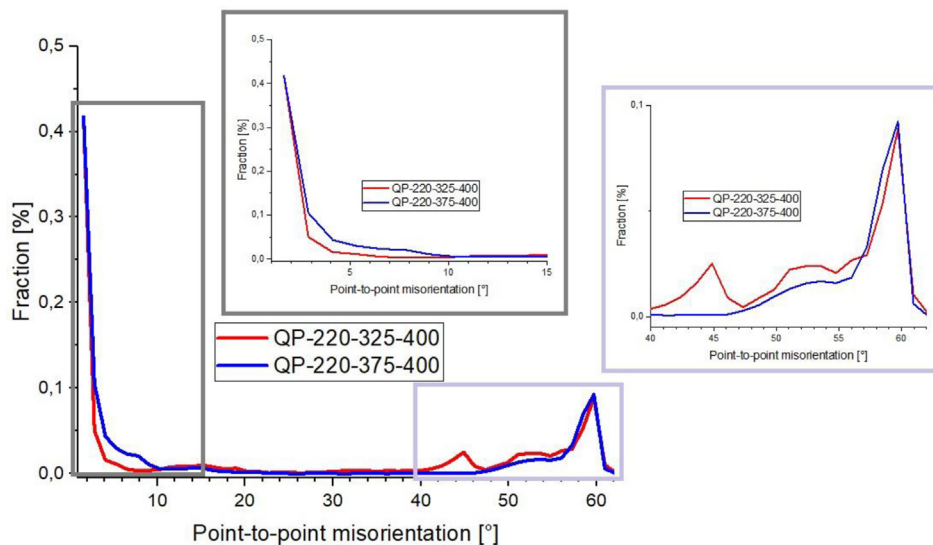 0,5
0,4
0,3
0,2
0,1
0,0
Fraction [%]
10 20 30 40 50 60
Point-to-point misorientation [°]
QP-220-325-400
QP-220-375-400
0,5
0,4
0,3
0,2
0,1
0,0
Fraction [%]
5 10 15
Point-to-point misorientation [°]
QP-220-325-400
QP-220-375-400
0,1
0,0
Fraction [%]
40 45 50 55 60
Point-to-point misorientation [°]
QP-220-325-400
QP-220-375-400